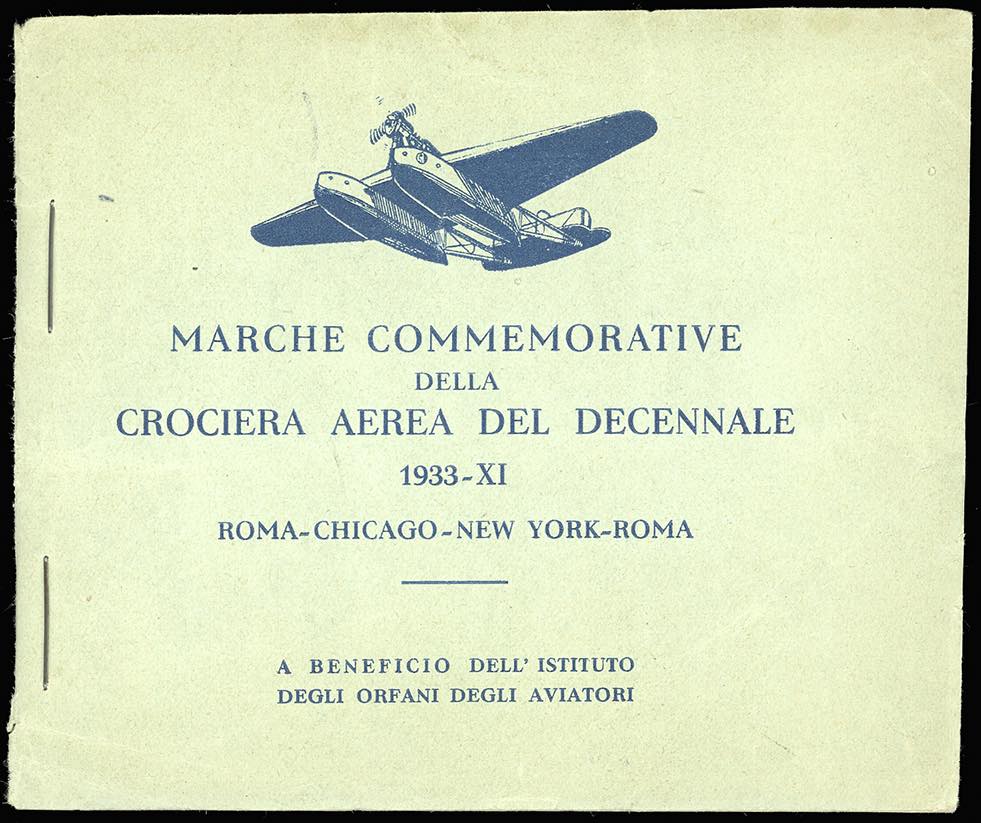 MARCHE COMMEMORATIVE
DELLA
CROCIERA AEREA DEL DECENNALE
1933-XI
ROMA-CHICAGO-NEW YORK-ROMA
A BENEFICIO DELL' ISTITUTO
DEGLI ORFANI DEGLI AVIATORI